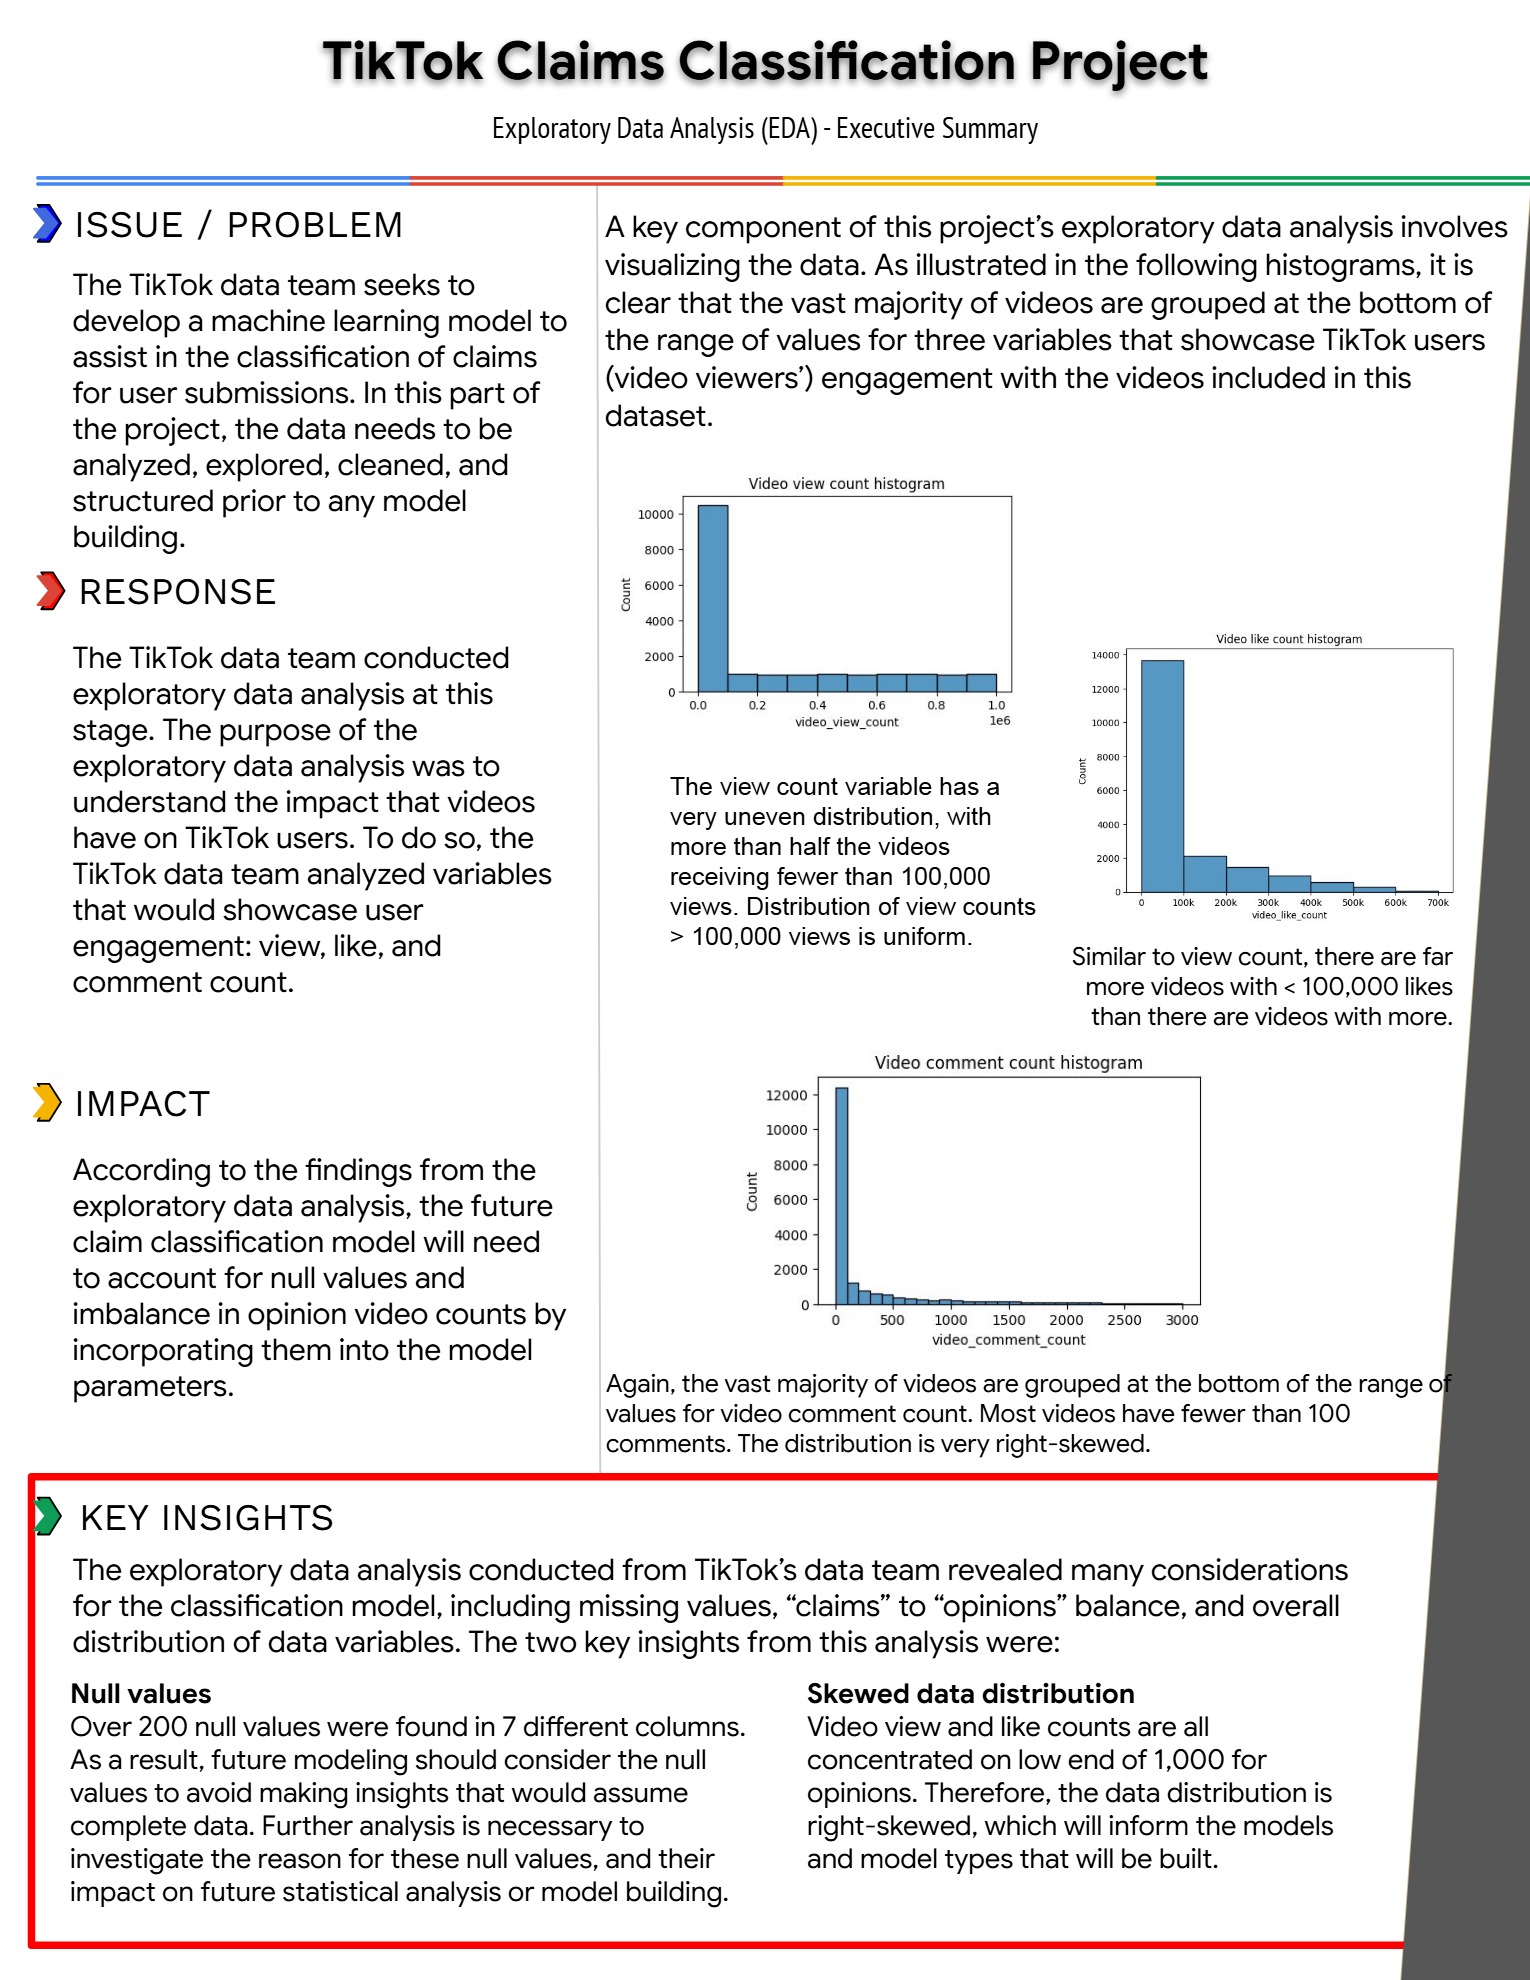 TikTok Claims Classification Project
Exploratory Data Analysis (EDA) - Executive Summary
ISSUE / PROBLEM
The TikTok data team seeks to
develop a machine learning model to
assist in the classification of claims
for user submissions. In this part of
the project, the data needs to be
analyzed, explored, cleaned, and
structured prior to any model
building.
RESPONSE
The TikTok data team conducted
exploratory data analysis at this
stage. The purpose of the
exploratory data analysis was to
understand the impact that videos
have on TikTok users. To do so, the
TikTok data team analyzed variables
that would showcase user
engagement: view, like, and
comment count.
IMPACT
According to the findings from the
exploratory data analysis, the future
claim classification model will need
to account for null values and
imbalance in opinion video counts by
incorporating them into the model
parameters.
A key component of this project’s exploratory data analysis involves
visualizing the data. As illustrated in the following histograms, it is
clear that the vast majority of videos are grouped at the bottom of
the range of values for three variables that showcase TikTok users
(video viewers’) engagement with the videos included in this
dataset.
Video view count histogram
10000
8000
6000
4000
2000
0
Count
0.0 0.2 0.4 0.6 0.8 1.0
1e6
video_view_count
The view count variable has a
very uneven distribution, with
more than half the videos
receiving fewer than 100,000
views. Distribution of view counts
> 100,000 views is uniform.
Video like count histogram
14000
12000
10000
8000
6000
4000
2000
0
Count
0 100k 200k 300k 400k 500k 600k 700k
video_like_count
Similar to view count, there are far
more videos with < 100,000 likes
than there are videos with more.
Video comment count histogram
12000
10000
8000
6000
4000
2000
0
Count
0 500 1000 1500 2000 2500 3000
video_comment_count
Again, the vast majority of videos are grouped at the bottom of the range of
values for video comment count. Most videos have fewer than 100
comments. The distribution is very right-skewed.
KEY INSIGHTS
The exploratory data analysis conducted from TikTok’s data team revealed many considerations
for the classification model, including missing values, “claims” to “opinions” balance, and overall
distribution of data variables. The two key insights from this analysis were:
Null values
Over 200 null values were found in 7 different columns.
As a result, future modeling should consider the null
values to avoid making insights that would assume
complete data. Further analysis is necessary to
investigate the reason for these null values, and their
impact on future statistical analysis or model building.
Skewed data distribution
Video view and like counts are all
concentrated on low end of 1,000 for
opinions. Therefore, the data distribution is
right-skewed, which will inform the models
and model types that will be built.